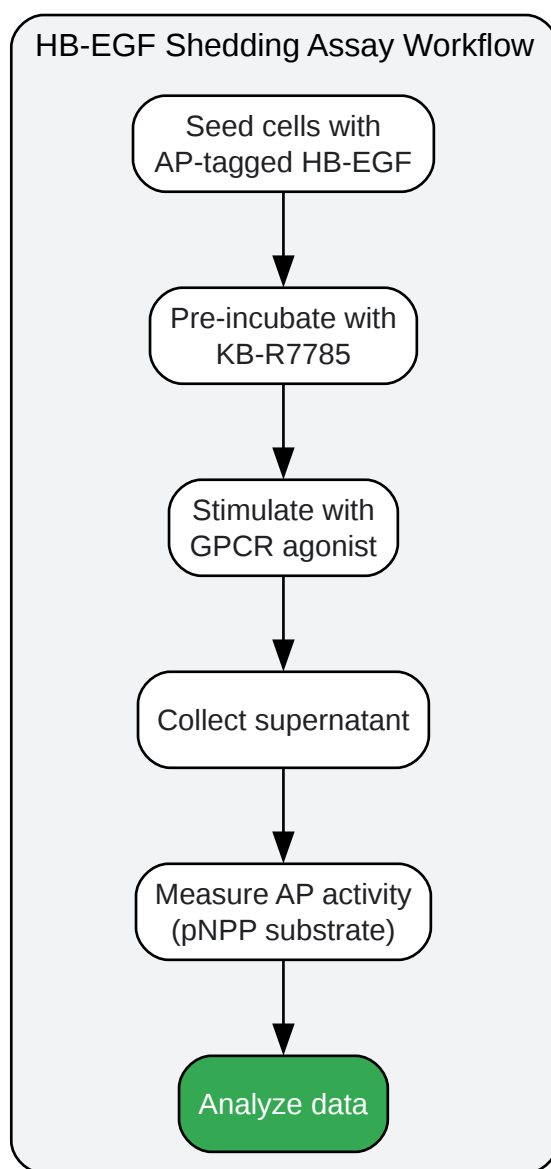 HB-EGF Shedding Assay Workflow
Seed cells with
AP-tagged HB-EGF
Pre-incubate with
KB-R7785
Stimulate with
GPCR agonist
Collect supernatant
Measure AP activity
(pNPP substrate)
Analyze data